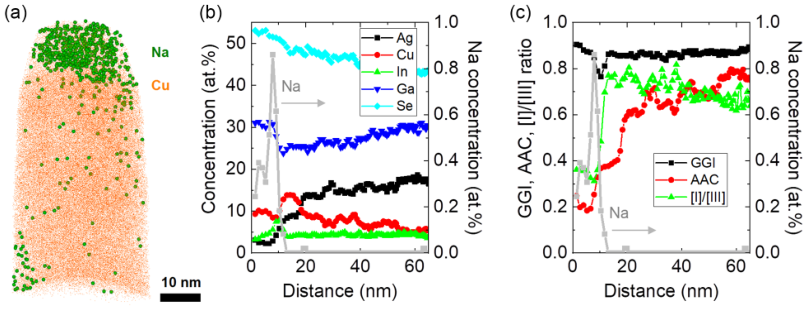 (a)
Na
Cu
10 nm
(b)
Concentration (at.%)
50
40
30
20
10
0
Na
Ag
Cu
In
Ga
Se
1.0
0.8
0.6
0.4
0.2
0.0
Na concentration (at.%)
0 20 40 60
Distance (nm)
(c)
GGI, AAC, [I]/[III] ratio
1.0
0.8
0.6
0.4
0.2
0.0
GGI
AAC
[I]/[III]
Na
1.0
0.8
0.6
0.4
0.2
0.0
Na concentration (at.%)
0 20 40 60
Distance (nm)